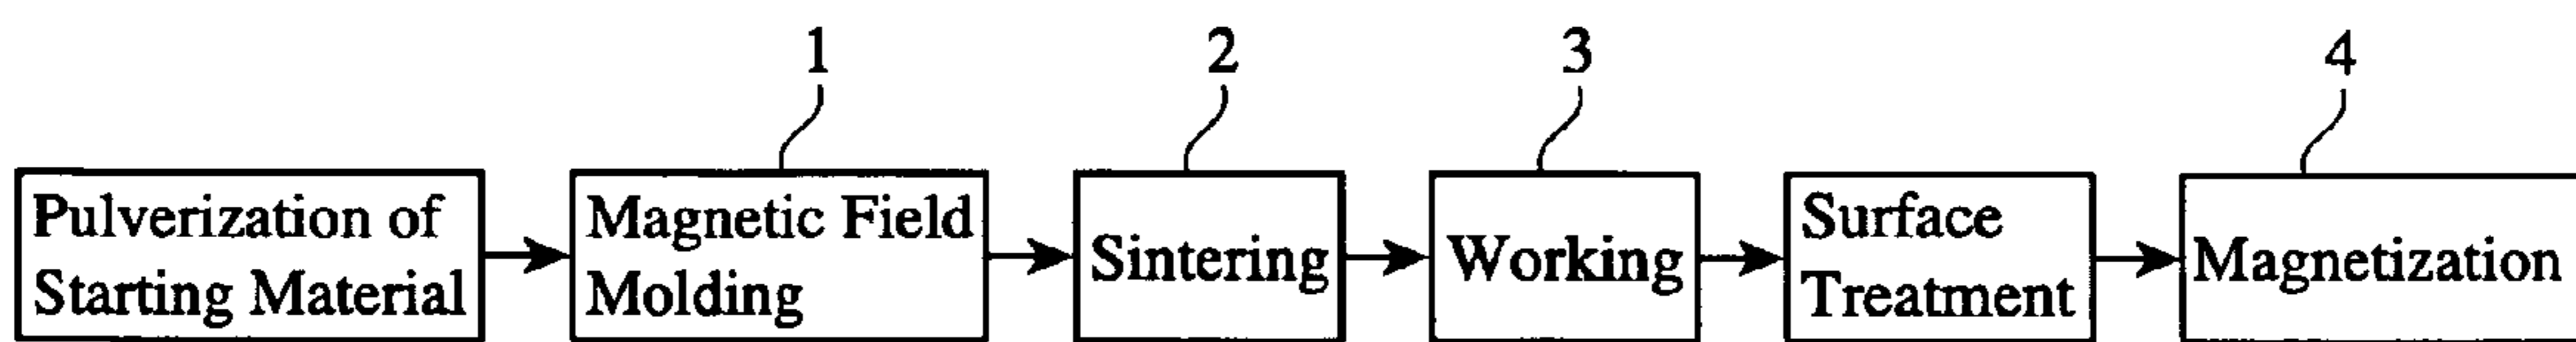 1
2
3
4
Pulverization of
Starting Material
Magnetic Field
Molding
Sintering
Working
Surface
Treatment
Magnetization